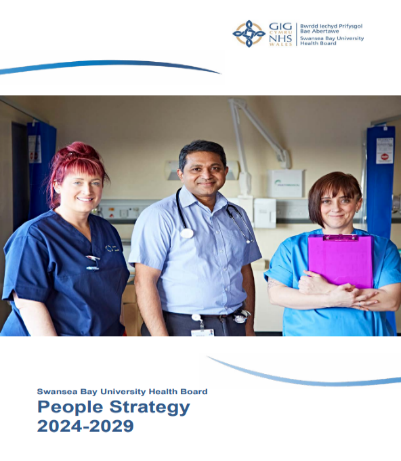 GIG
CYMRU
NHS
WALES
Bwrdd Iechyd Prifysgol
Bae Abertawe
Swansea Bay University
Health Board
Swansea Bay University Health Board
People Strategy
2024-2029